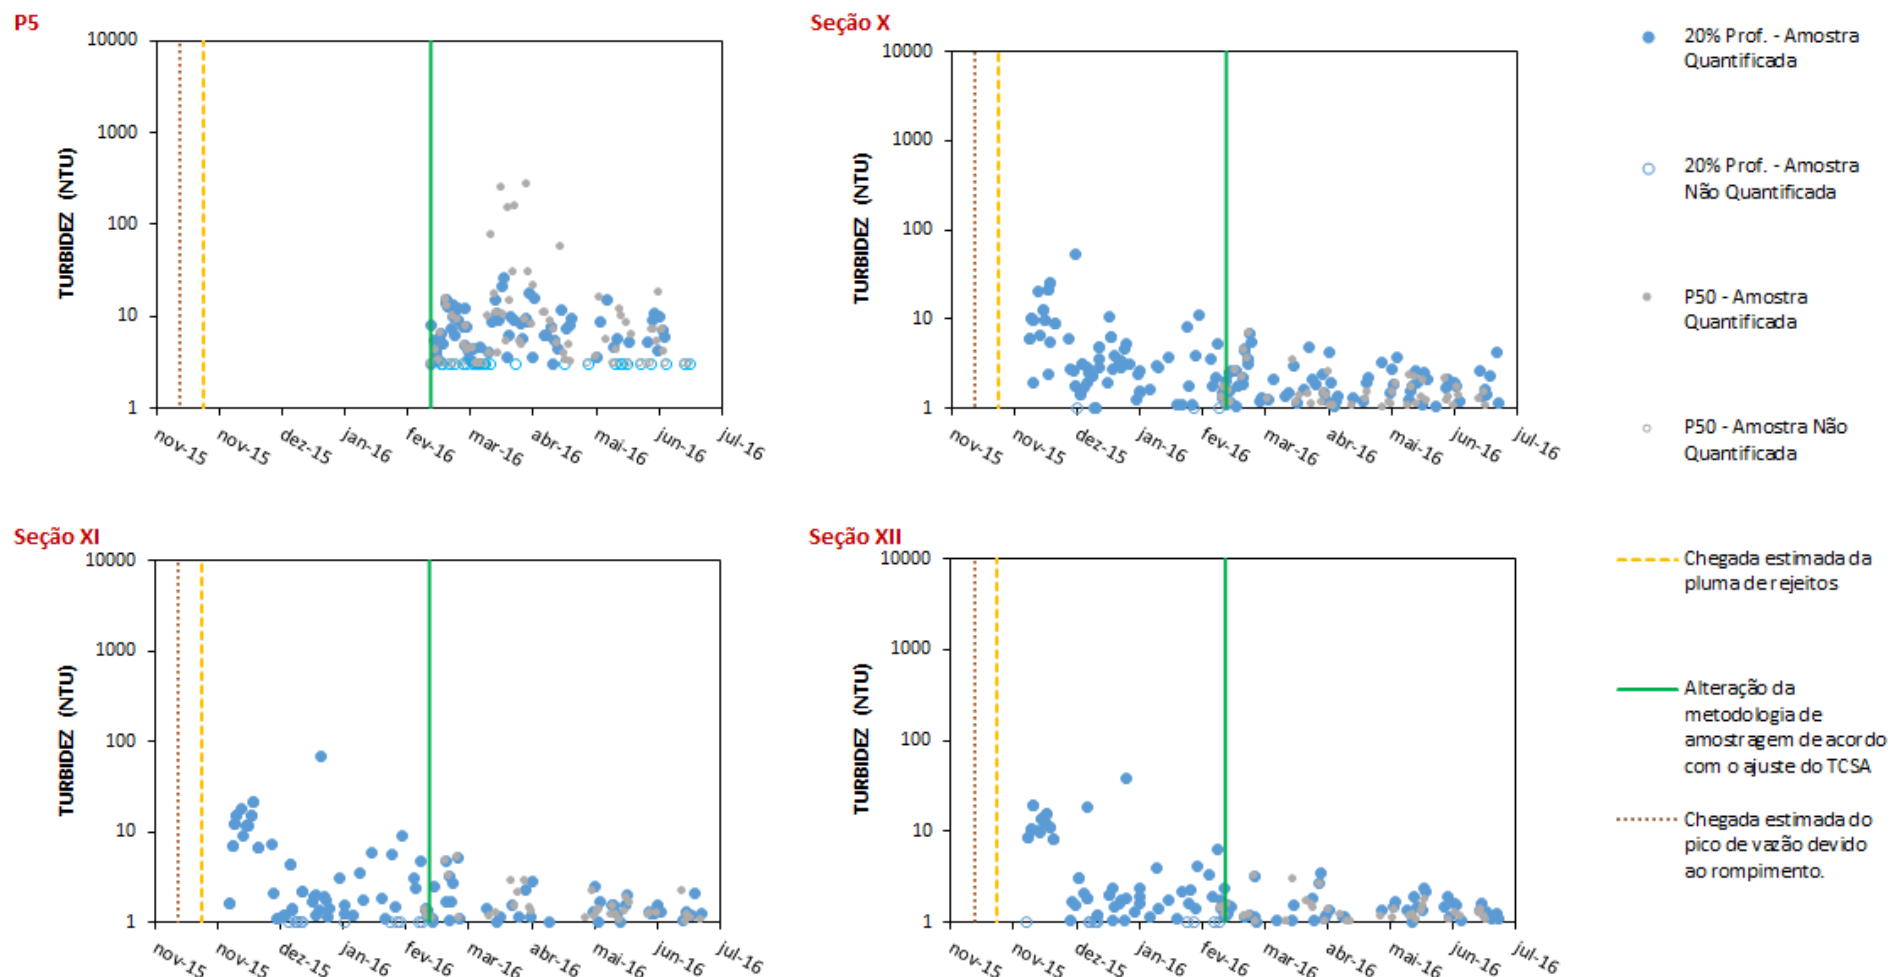 P5
10000
1000
100
10
1
TURBIDEZ (NTU)
nov-15
nov-15
dez-15
jan-16
fev-16
mar-16
abr-16
mai-16
jun-16
jul-16
Seção X
10000
1000
100
10
1
TURBIDEZ (NTU)
nov-15
nov-15
dez-15
jan-16
fev-16
mar-16
abr-16
mai-16
jun-16
jul-16
20% Prof. - Amostra
Quantificada
20% Prof. - Amostra
Não Quantificada
P50 - Amostra
Quantificada
P50 - Amostra Não
Quantificada
Seção XI
10000
1000
100
10
1
TURBIDEZ (NTU)
nov-15
nov-15
dez-15
jan-16
fev-16
mar-16
abr-16
mai-16
jun-16
jul-16
Seção XII
10000
1000
100
10
1
TURBIDEZ (NTU)
nov-15
nov-15
dez-15
jan-16
fev-16
mar-16
abr-16
mai-16
jun-16
jul-16
Chegada estimada da
pluma de rejeitos
Alteração da
metodologia de
amostragem de acordo
com o ajuste do TCSA
Chegada estimada do
pico de vazão devido
ao rompimento.